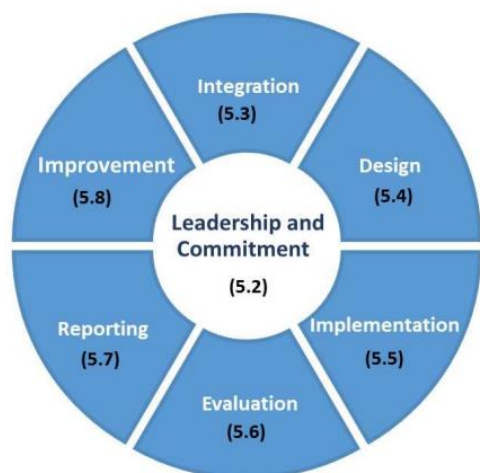 Integration
(5.3)
Design
(5.4)
Implementation
(5.5)
Evaluation
(5.6)
Reporting
(5.7)
Improvement
(5.8)
Leadership and
Commitment
(5.2)